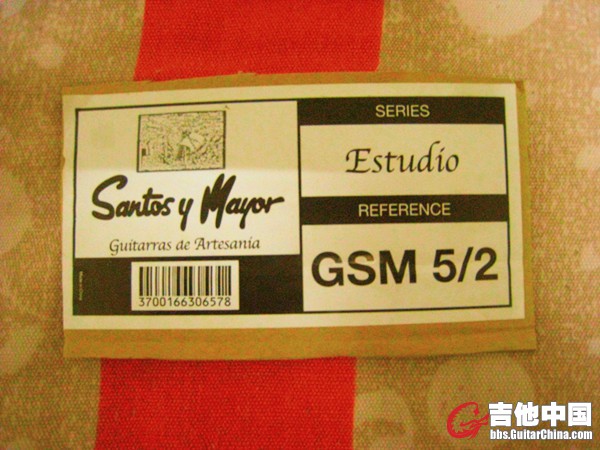 Santos y Mayor
Guitarras de Artesanía
3700166306578
SERIES
Estudio
REFERENCE
GSM 5/2
吉他中国
bbs.GuitarChina.com